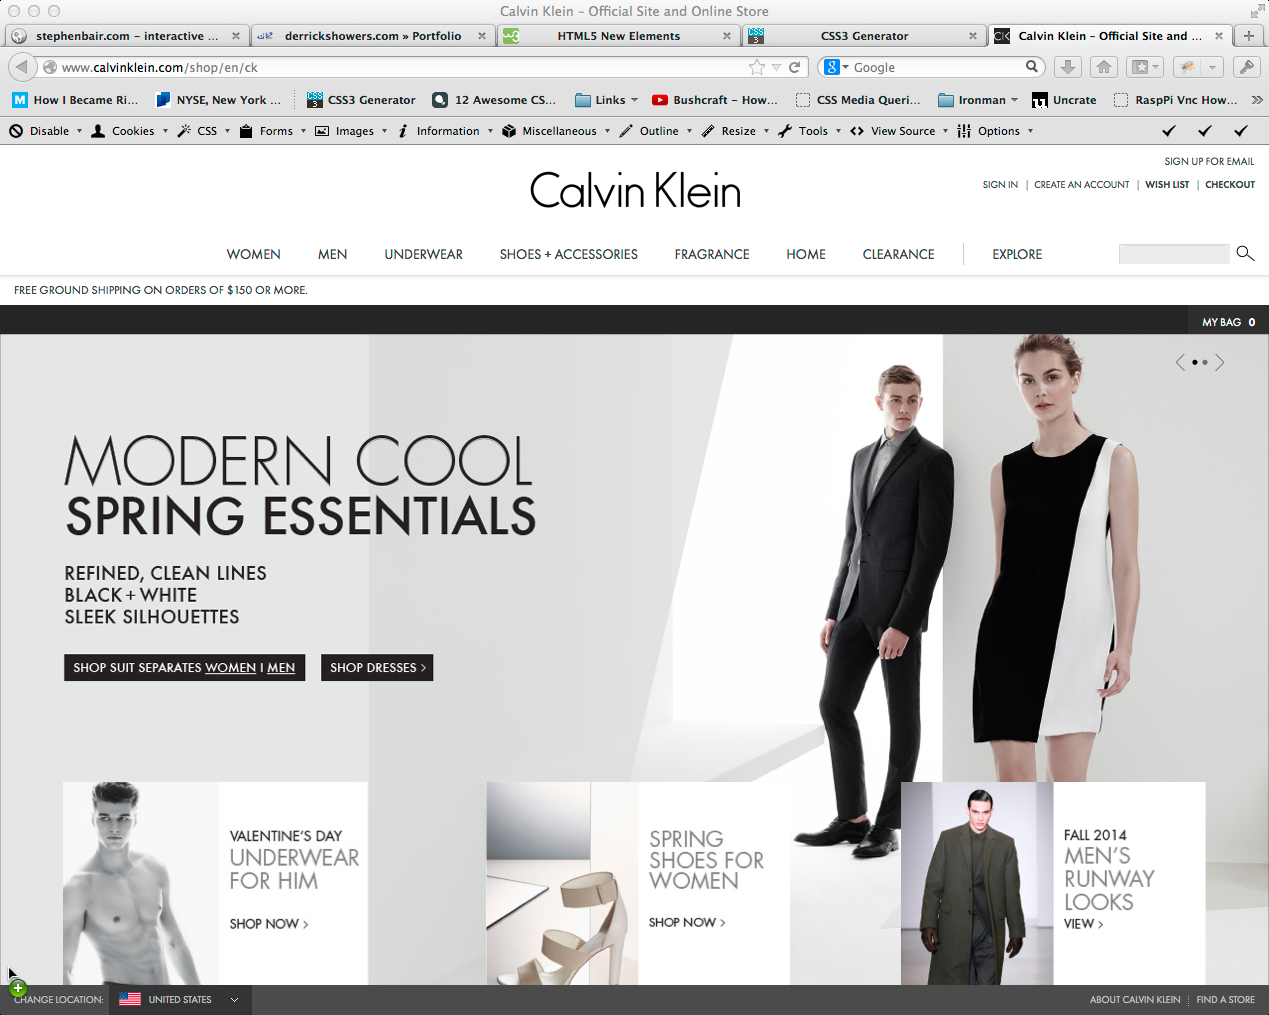 Calvin Klein – Official Site and Online Store
stephenbair.com – interactive ...
derrickshowers.com » Portfolio
HTML5 New Elements
CSS3 Generator
Calvin Klein – Official Site and ...
www.calvinklein.com/shop/en/ck
Google
How I Became Ri...
NYSE, New York ...
CSS3 Generator
12 Awesome CS...
Links
Bushcraft – How...
CSS Media Queri...
Ironman
Uncrate
RaspPi Vnc How...
Disable
Cookies
CSS
Forms
Images
Information
Miscellaneous
Outline
Resize
Tools
View Source
Options
SIGN UP FOR EMAIL
SIGN IN | CREATE AN ACCOUNT | WISH LIST | CHECKOUT
Calvin Klein
WOMEN MEN UNDERWEAR SHOES + ACCESSORIES FRAGRANCE HOME CLEARANCE EXPLORE
FREE GROUND SHIPPING ON ORDERS OF $150 OR MORE.
MY BAG 0
MODERN COOL
SPRING ESSENTIALS
REFINED, CLEAN LINES
BLACK + WHITE
SLEEK SILHOUETTES
SHOP SUIT SEPARATES WOMEN | MEN
SHOP DRESSES >
VALENTINE'S DAY
UNDERWEAR
FOR HIM
SHOP NOW >
SPRING
SHOES FOR
WOMEN
SHOP NOW >
FALL 2014
MEN'S
RUNWAY
LOOKS
VIEW >
CHANGE LOCATION: UNITED STATES
ABOUT CALVIN KLEIN
FIND A STORE